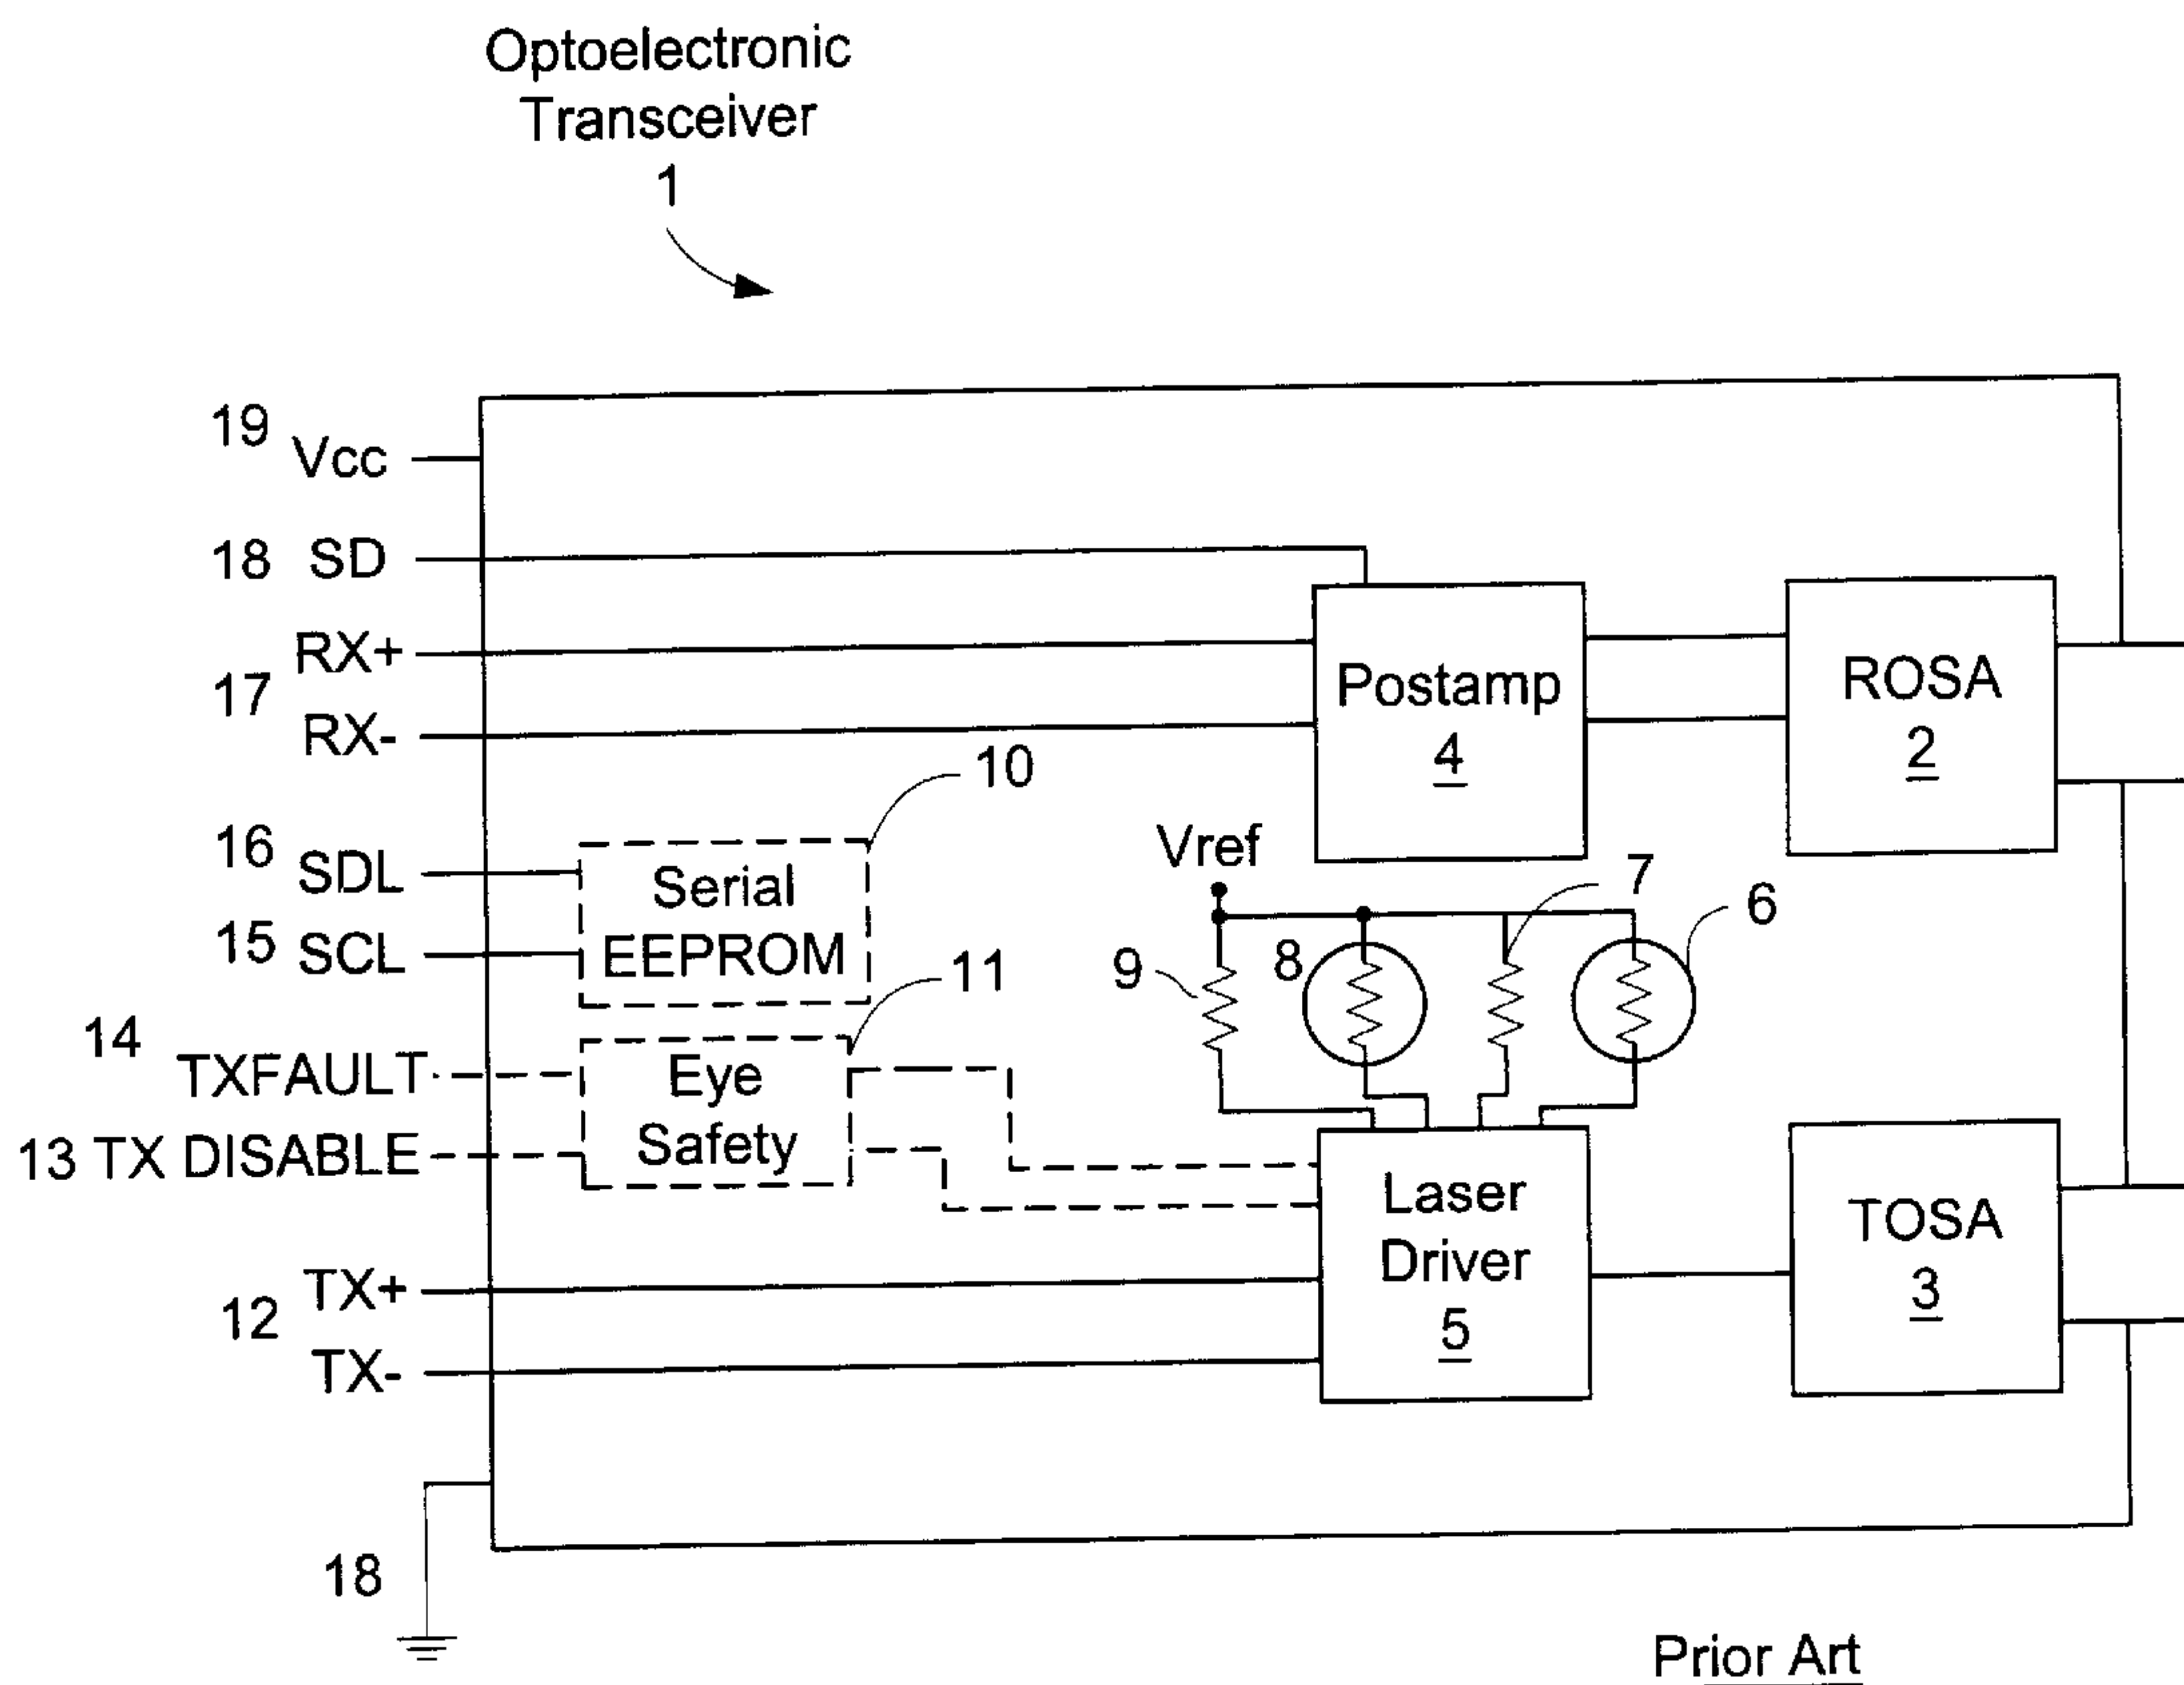 Optoelectronic
Transceiver
1
19
Vcc
18 SD
RX+
17
RX-
Postamp
4
ROSA
2
10
16
SDL
15 SCL
Serial
EEPROM
Vref
7
6
8
9
11
14
TXFAULT
13 TX DISABLE
Eye
Safety
Laser
Driver
5
TOSA
3
TX+
12
TX-
18
Prior Art